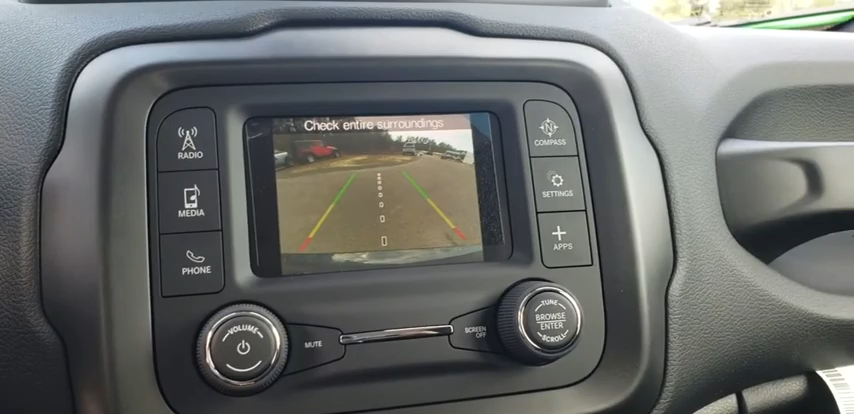 Check entire surroundings
RADIO
MEDIA
PHONE
N
COMPASS
SETTINGS
APPS
VOLUME
MUTE
SCREEN
OFF
TUNE
BROWSE
ENTER
SCROLL